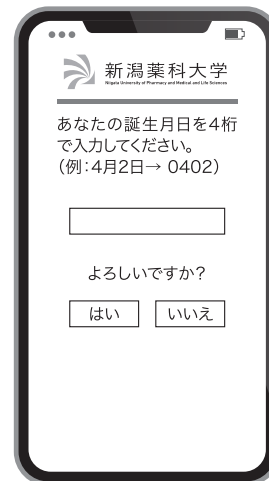 新潟薬科大学
Niigata University of Pharmacy and Medical and Life Sciences
あなたの誕生月日を4桁
で入力してください。
(例:4月2日→ 0402)
よろしいですか?
はい いいえ